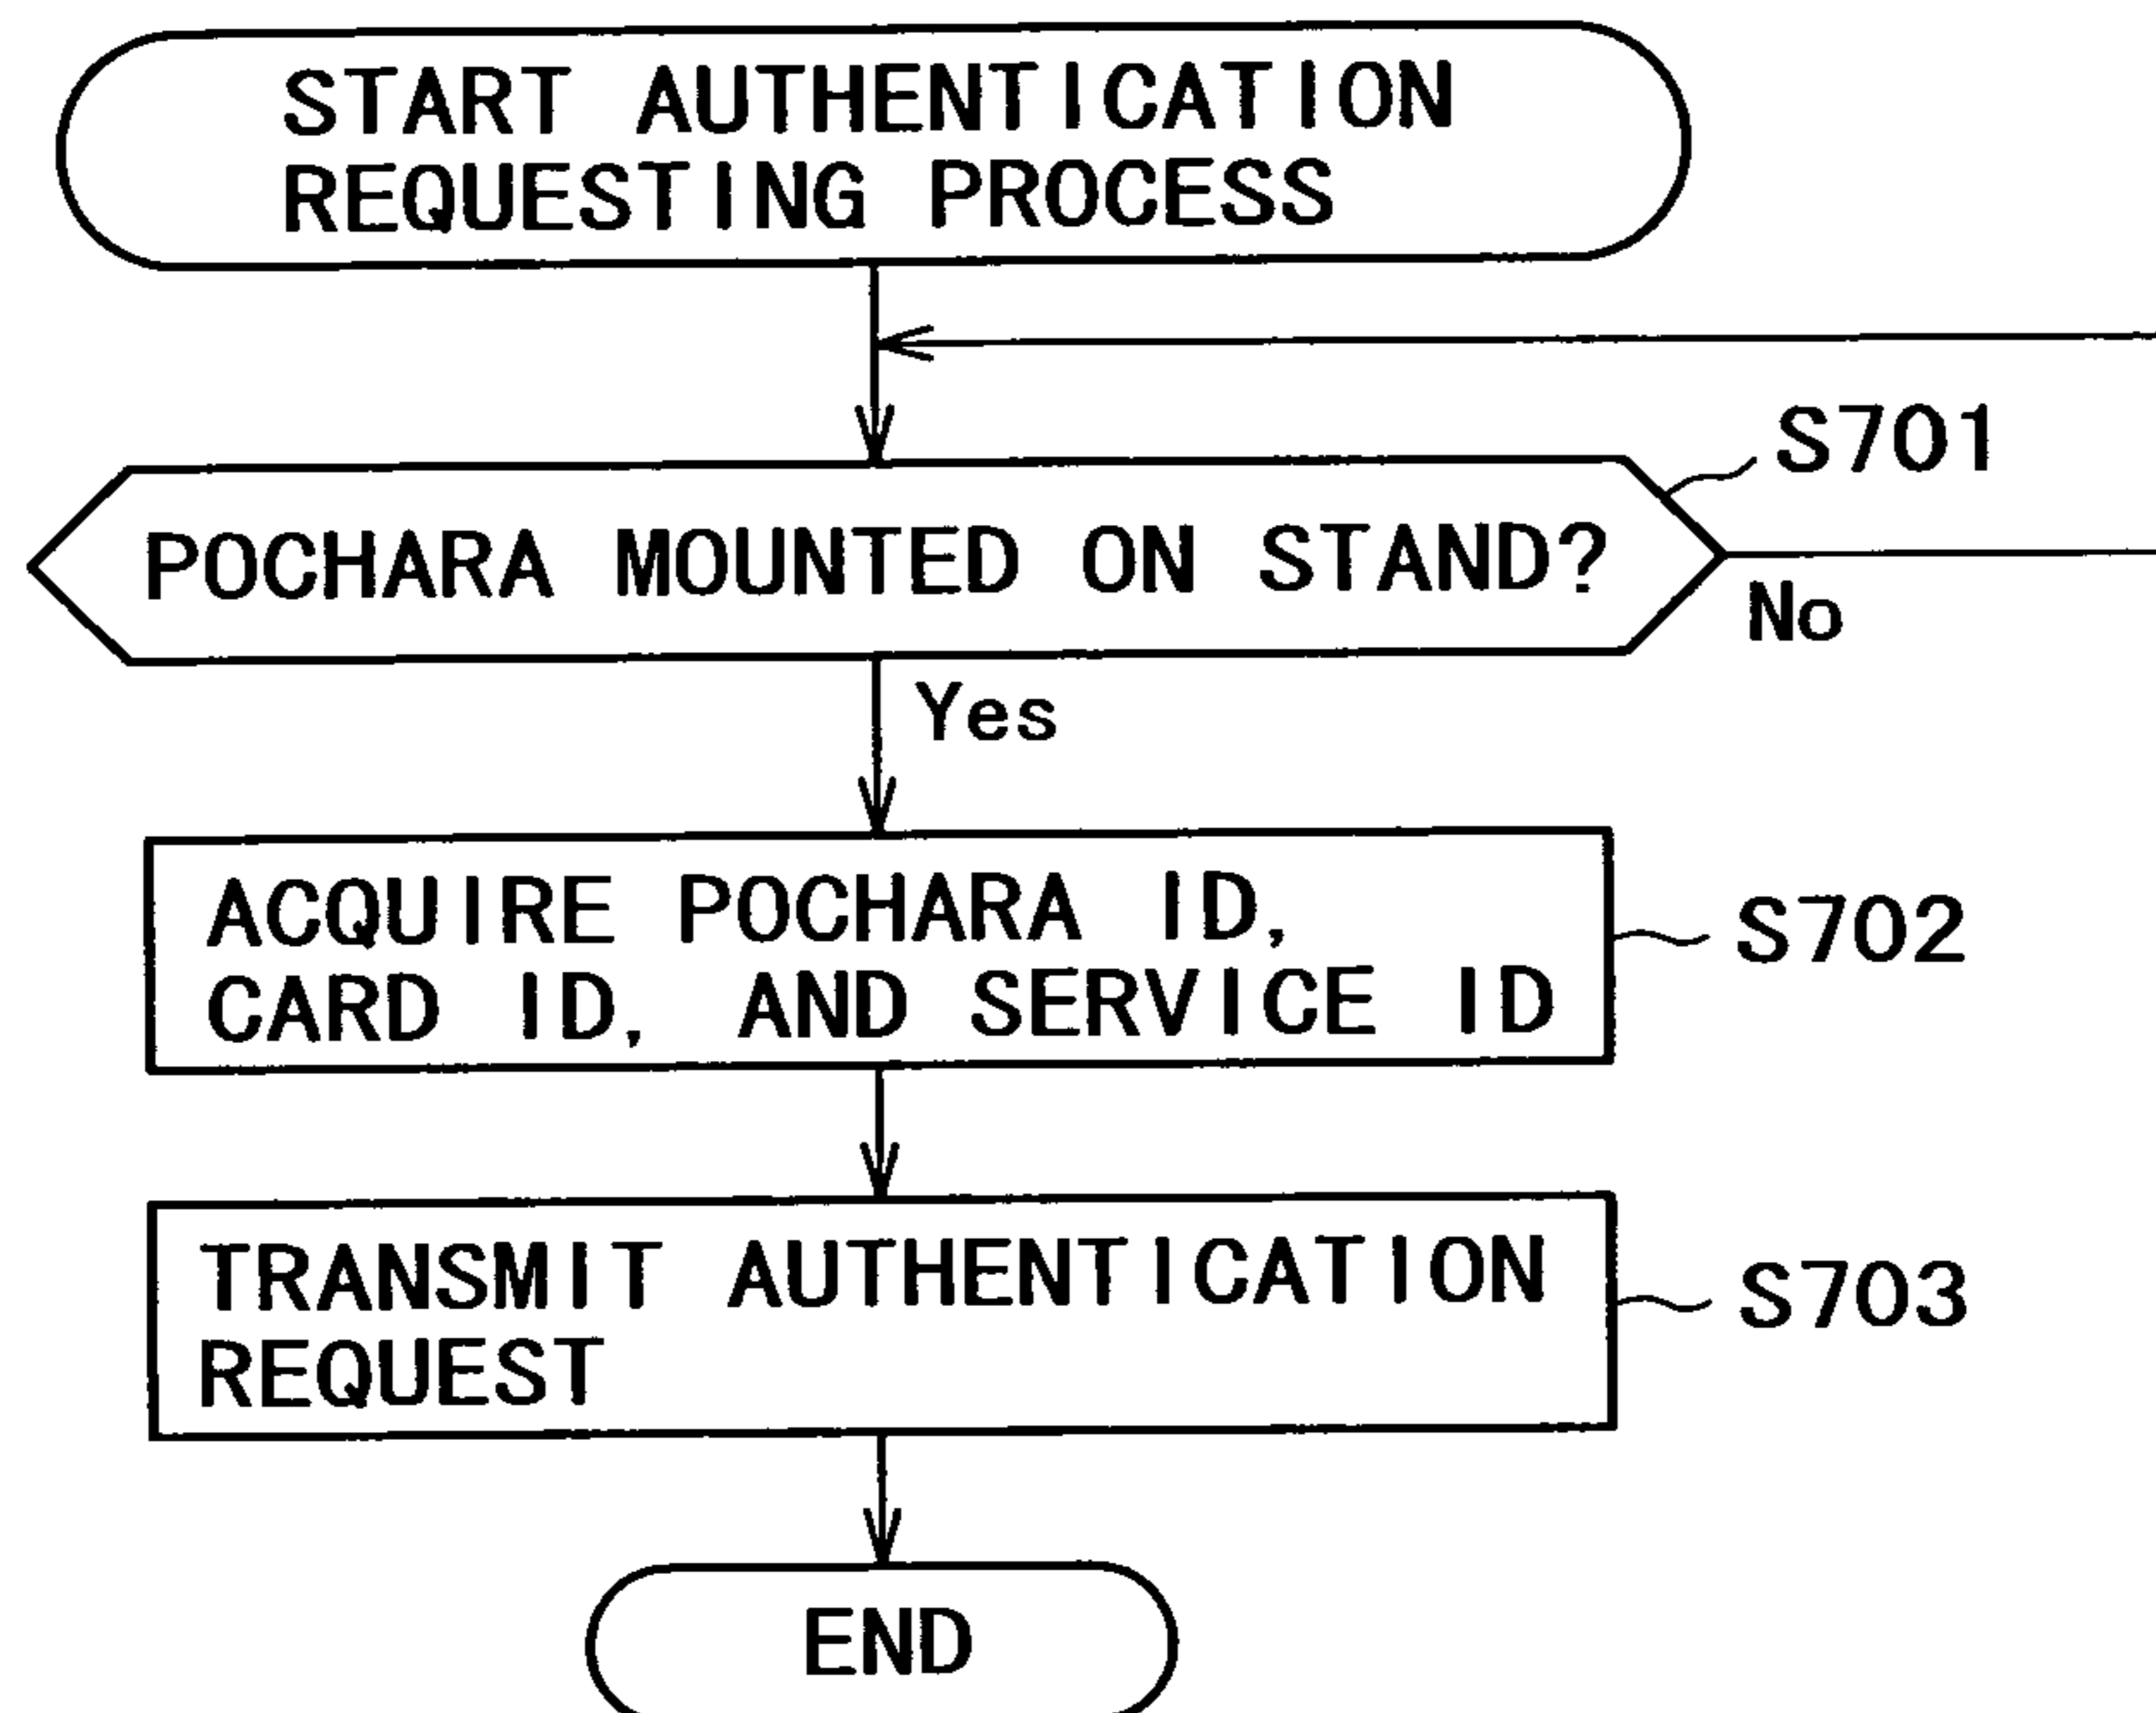 START AUTHENTICATION
REQUESTING PROCESS
S701
POCHARA MOUNTED ON STAND?
No
Yes
ACQUIRE POCHARA ID,
CARD ID, AND SERVICE ID
S702
TRANSMIT AUTHENTICATION
REQUEST
S703
END